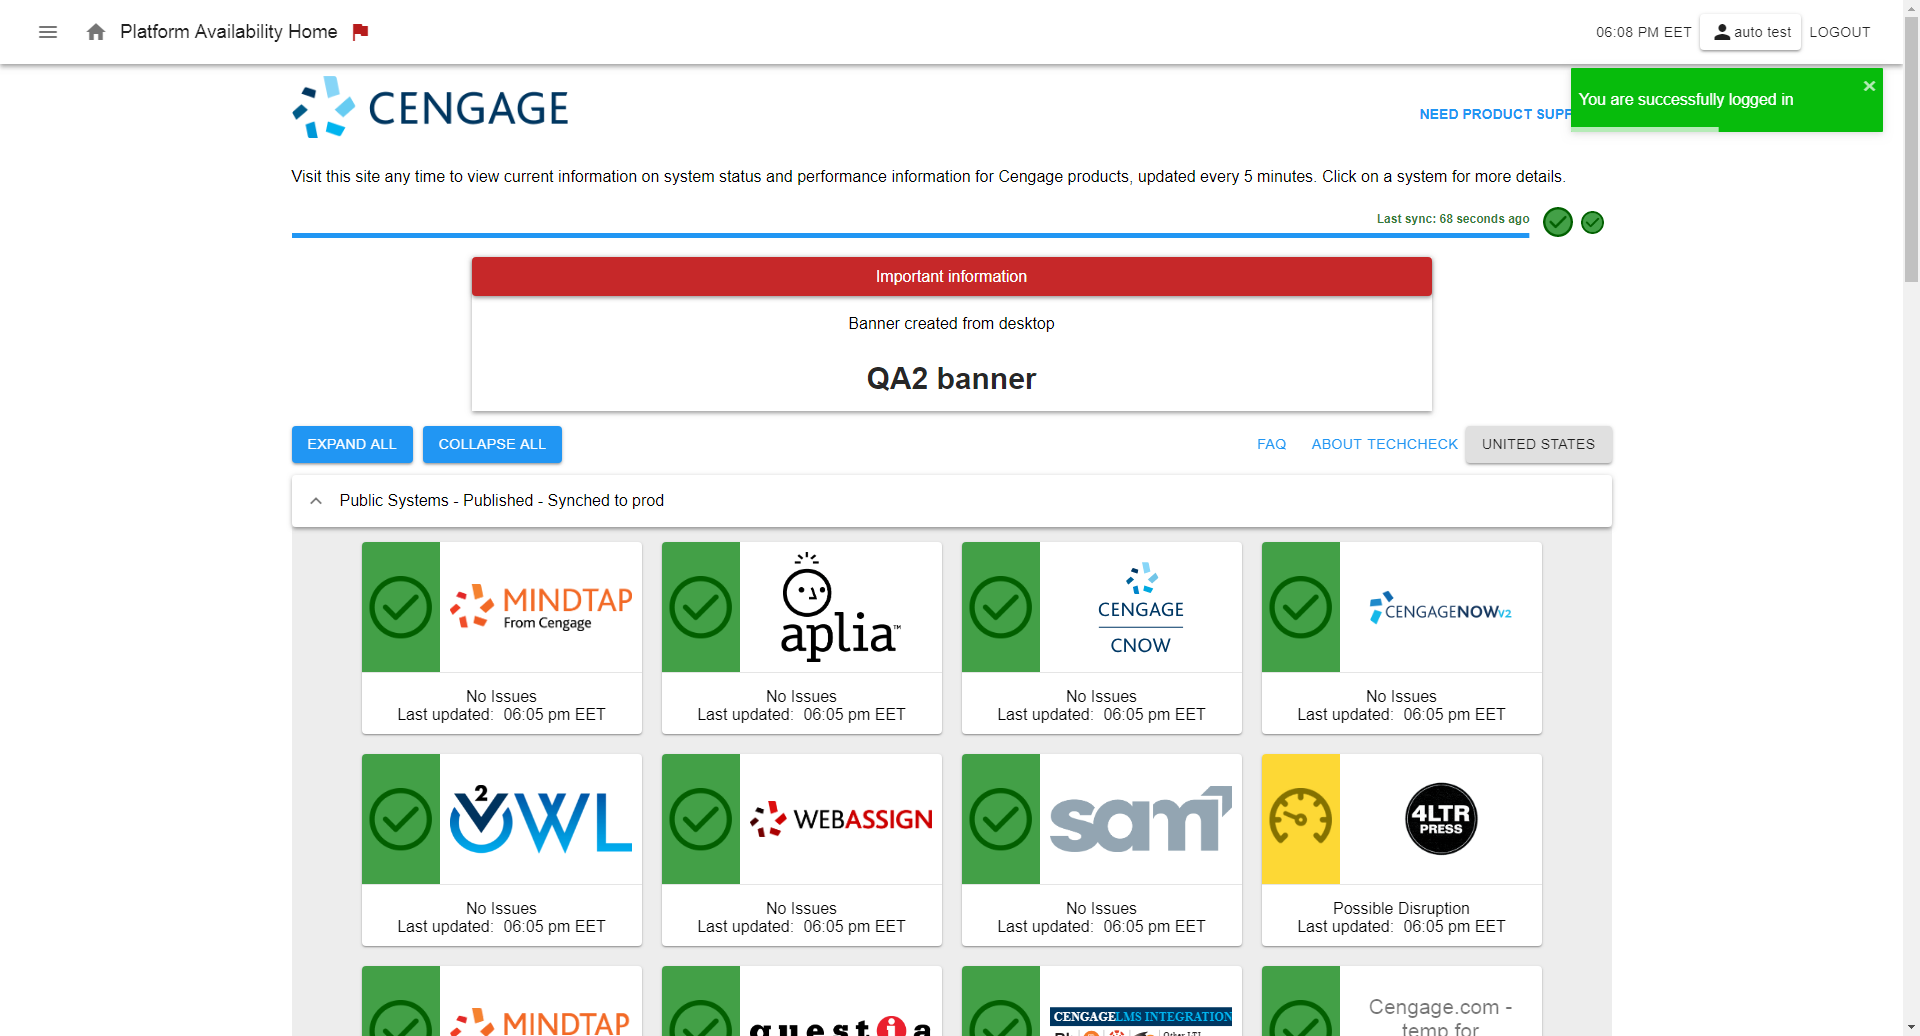 Platform Availability Home
06:08 PM EET
auto test
LOGOUT
You are successfully logged in
CENGAGE
NEED PRODUCT SUPP
Visit this site any time to view current information on system status and performance information for Cengage products, updated every 5 minutes. Click on a system for more details.
Last sync: 68 seconds ago
Important information
Banner created from desktop
QA2 banner
EXPAND ALL
COLLAPSE ALL
FAQ
ABOUT TECHCHECK
UNITED STATES
Public Systems - Published - Synched to prod
MINDTAP
From Cengage
No Issues
Last updated: 06:05 pm EET
aplia™
No Issues
Last updated: 06:05 pm EET
CENGAGE
CNOW
No Issues
Last updated: 06:05 pm EET
CENGAGENOWv2
No Issues
Last updated: 06:05 pm EET
OWL
2
No Issues
Last updated: 06:05 pm EET
WEBASSIGN
No Issues
Last updated: 06:05 pm EET
sam
No Issues
Last updated: 06:05 pm EET
4LTR
PRESS
Possible Disruption
Last updated: 06:05 pm EET
MINDTAP
questia
CENGAGE LMS INTEGRATION
Other LTI
Cengage.com -
temp for